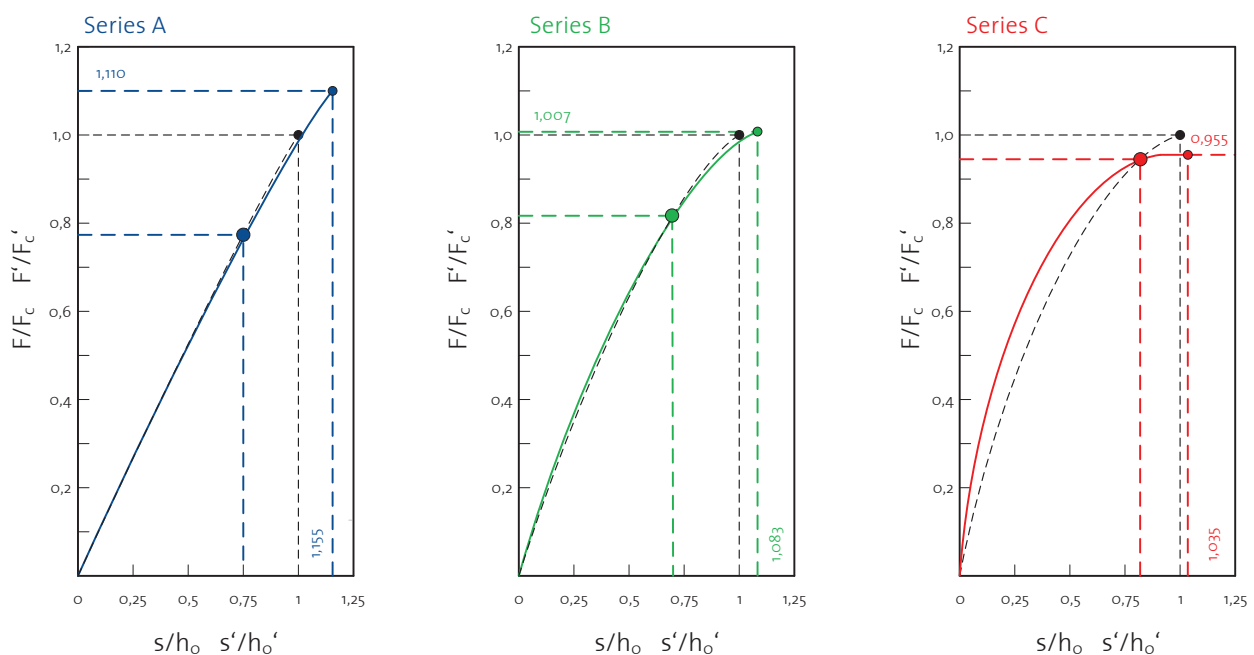 Series A
1,2
1,110
1,0
0,8
0,6
0,4
0,2
F/Fc F‘/Fc‘
1,155
0 0,25 0,5 0,75 1 1,25
s/ho s‘/ho‘
Series B
1,2
1,007
1,0
0,8
0,6
0,4
0,2
F/Fc F‘/Fc‘
1,083
0 0,25 0,5 0,75 1 1,25
s/ho s‘/ho‘
Series C
1,2
1,0
0,955
0,8
0,6
0,4
0,2
F/Fc F‘/Fc‘
1,035
0 0,25 0,5 0,75 1 1,25
s/ho s‘/ho‘